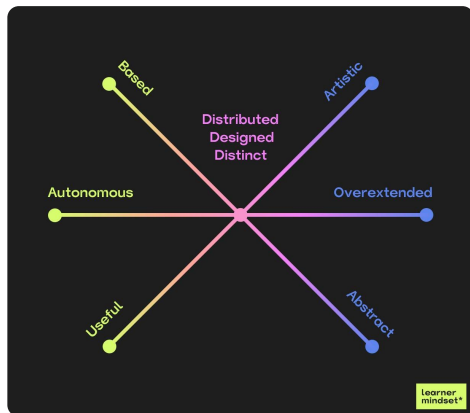 Based
Artistic
Distributed
Designed
Distinct
Autonomous
Overextended
Useful
Abstract
learner
mindset*